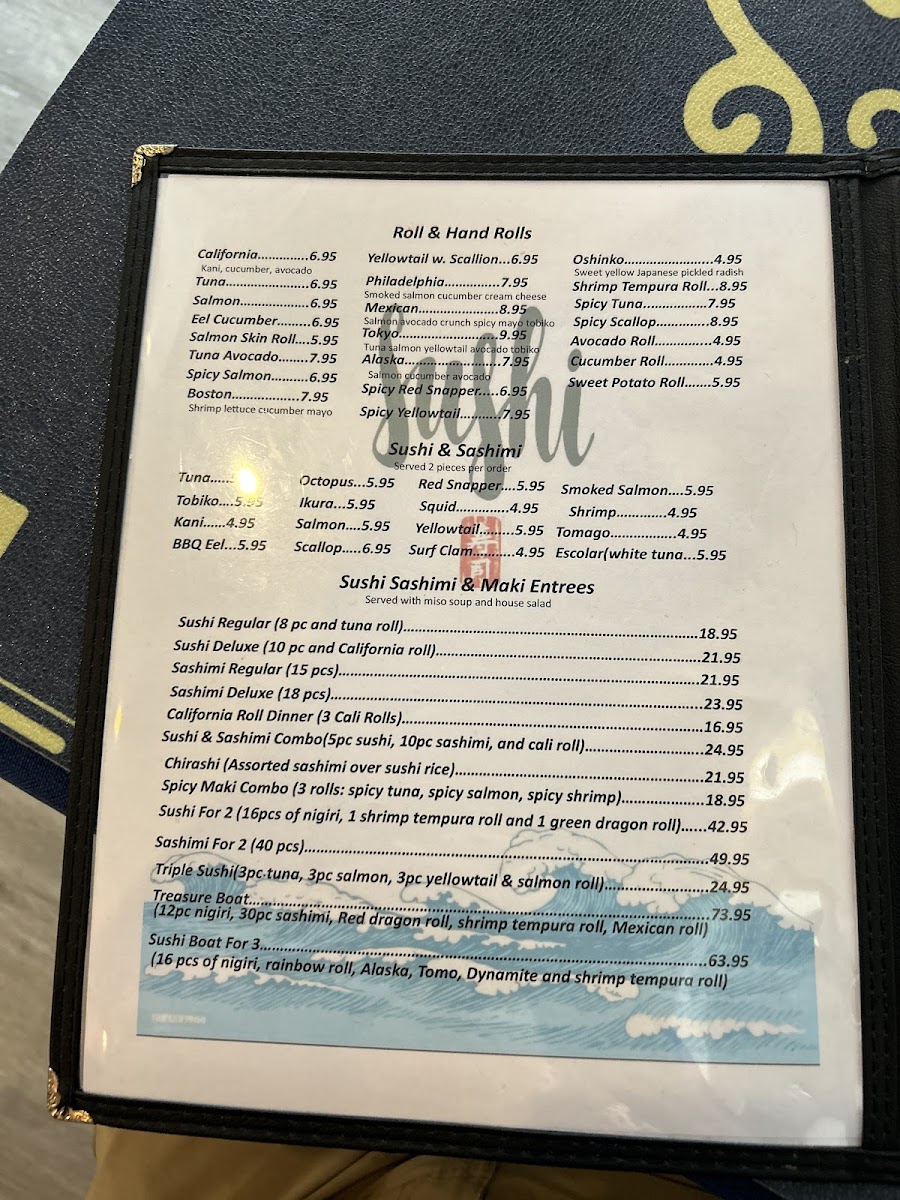 Roll & Hand Rolls
California..............6.95
Kani, cucumber, avocado
Tuna.......................6.95
Salmon...................6.95
Eel Cucumber.........6.95
Salmon Skin Roll....5.95
Tuna Avocado........7.95
Spicy Salmon..........6.95
Boston...................7.95
Shrimp lettuce cucumber mayo
Yellowtail w. Scallion...6.95
Philadelphia...............7.95
Smoked salmon cucumber cream cheese
Mexican......................8.95
Salmon avocado crunch spicy mayo tobiko
Tokyo..........................9.95
Tuna salmon yellowtail avocado tobiko
Alaska..........................7.95
Salmon cucumber avocado
Spicy Red Snapper.....6.95
Spicy Yellowtail...........7.95
Oshinko........................4.95
Sweet yellow Japanese pickled radish
Shrimp Tempura Roll...8.95
Spicy Tuna..................7.95
Spicy Scallop...............8.95
Avocado Roll................4.95
Cucumber Roll..............4.95
Sweet Potato Roll.......5.95
Sushi
Sushi & Sashimi
Served 2 pieces per order
Tuna......
Tobiko....5.95
Kani......4.95
BBQ Eel...5.95
Octopus...5.95
Ikura...5.95
Salmon....5.95
Scallop.....6.95
Red Snapper....5.95
Squid..............4.95
Yellowtail.........5.95
Surf Clam...........4.95
Smoked Salmon....5.95
Shrimp.............4.95
Tomago..................4.95
Escolar(white tuna...5.95
寿司
Sushi Sashimi & Maki Entrees
Served with miso soup and house salad
Sushi Regular (8 pc and tuna roll)..................................................18.95
Sushi Deluxe (10 pc and California roll)..................................................21.95
Sashimi Regular (15 pcs)..................................................21.95
Sashimi Deluxe (18 pcs)..................................................23.95
California Roll Dinner (3 Cali Rolls)..................................................16.95
Sushi & Sashimi Combo(5pc sushi, 10pc sashimi, and cali roll)..............................24.95
Chirashi (Assorted sashimi over sushi rice)..................................................21.95
Spicy Maki Combo (3 rolls: spicy tuna, spicy salmon, spicy shrimp)....................18.95
Sushi For 2 (16pcs of nigiri, 1 shrimp tempura roll and 1 green dragon roll)......42.95
Sashimi For 2 (40 pcs)..................................................49.95
Triple Sushi(3pc tuna, 3pc salmon, 3pc yellowtail & salmon roll).....................24.95
Treasure Boat..................................................73.95
(12pc nigiri, 30pc sashimi, Red dragon roll, shrimp tempura roll, Mexican roll)
Sushi Boat For 3..................................................63.95
(16 pcs of nigiri, rainbow roll, Alaska, Tomo, Dynamite and shrimp tempura roll)